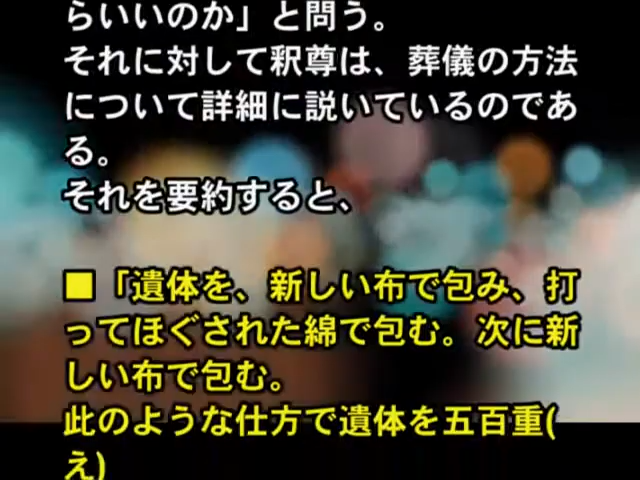 らいいのか」と問う。
それに対して釈尊は、葬儀の方法
について詳細に説いているのであ
る。
それを要約すると、
■「遺体を、新しい布で包み、打
ってほぐされた綿で包む。次に新
しい布で包む。
此のような仕方で遺体を五百重(
え)